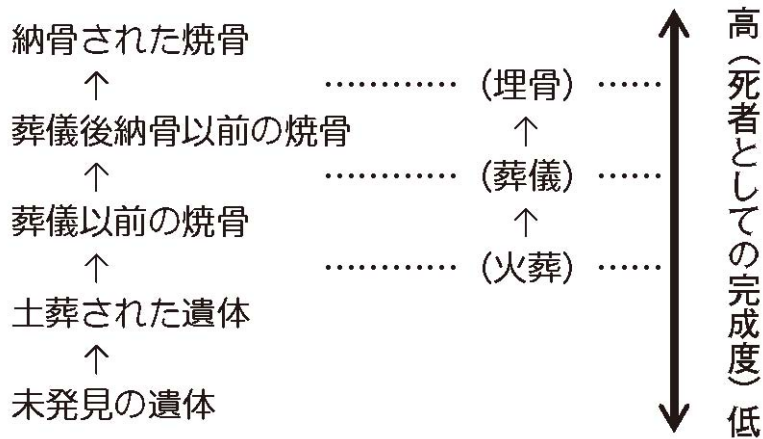 納骨された焼骨
↑ ………… (埋骨) ……
葬儀後納骨以前の焼骨 ↑
↑ ………… (葬儀) ……
葬儀以前の焼骨 ↑
↑ ………… (火葬) ……
土葬された遺体
↑
未発見の遺体
高(死者としての完成度)低